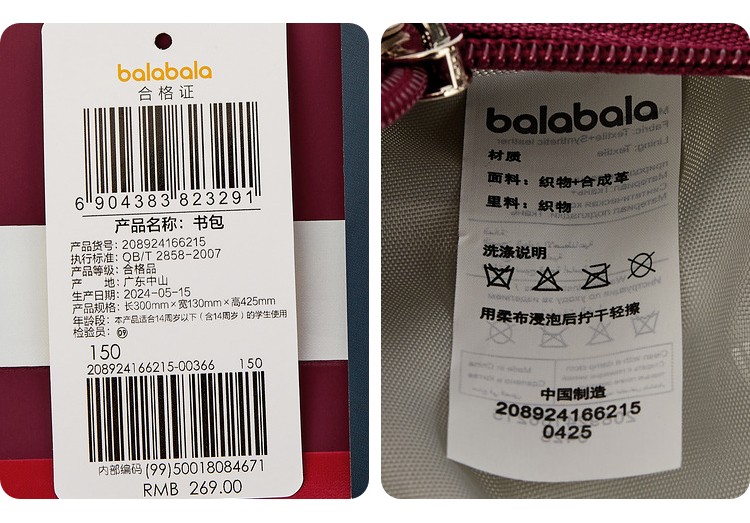 balabala
合格证
6 904383 823291
产品名称：书包
产品货号：208924166215
执行标准：QB/T 2858-2007
产品等级：合格品
产　　地：广东中山
生产日期：2024-05-15
产品规格：长300mm×宽130mm×高425mm
年龄段：本产品适合14周岁以下（含14周岁）的学生使用
检验员：09
150
208924166215-00366 150
内部编码 (99)50018084671
RMB 269.00
balabala
材质
面料：织物+合成革
里料：织物
洗涤说明
用柔布浸泡后拧干轻擦
中国制造
208924166215
0425